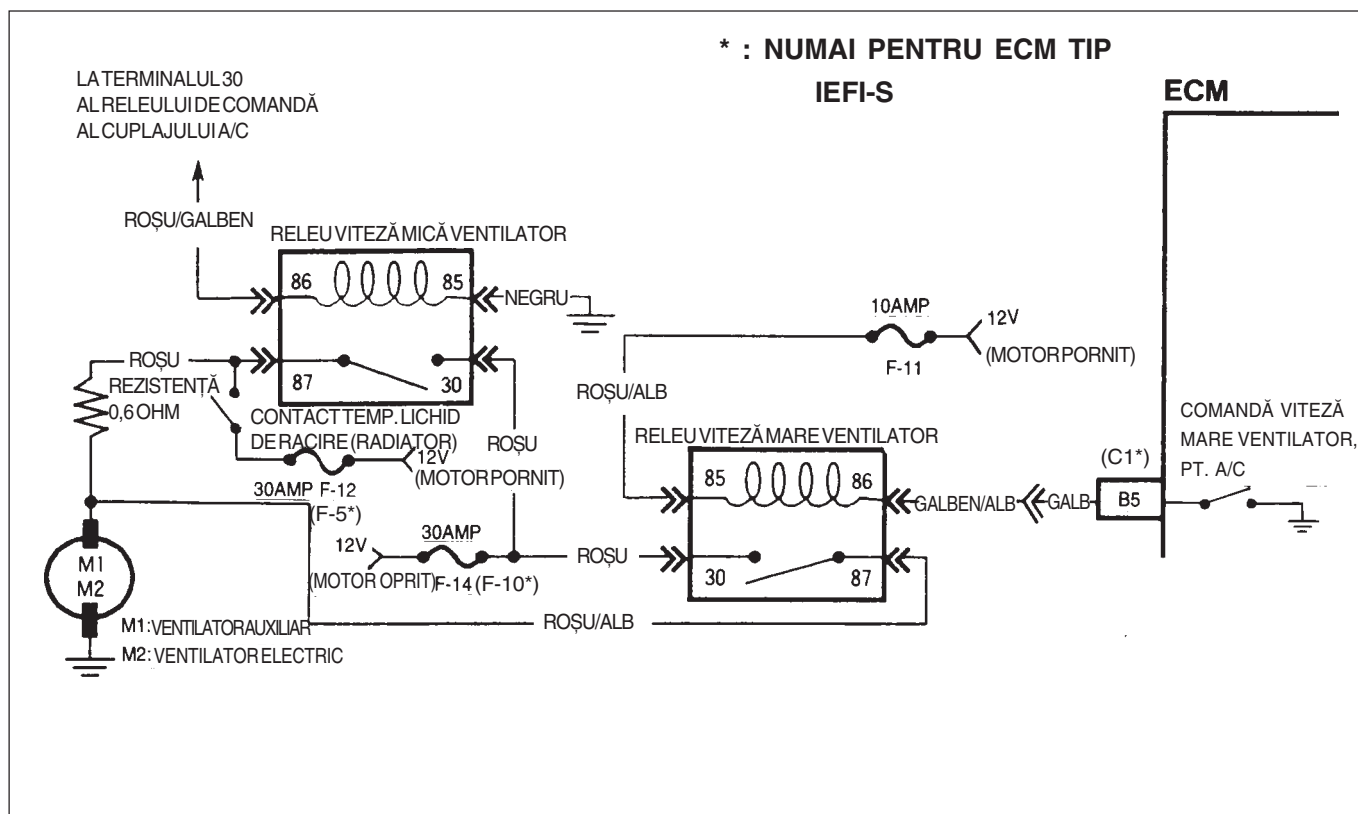 * : NUMAI PENTRU ECM TIP
IEFI-S
ECM
LA TERMINALUL 30
AL RELEULUI DE COMANDĂ
AL CUPLAJULUI A/C
ROȘU/GALBEN
RELEU VITEZĂ MICĂ VENTILATOR
86
85
NEGRU
ROȘU
87
30
REZISTENȚĂ
0,6 OHM
CONTACT TEMP. LICHID
DE RACIRE (RADIATOR)
ROȘU
12V
(MOTOR PORNIT)
30AMP F-12
(F-5*)
10AMP
12V
F-11
(MOTOR PORNIT)
ROȘU/ALB
RELEU VITEZĂ MARE VENTILATOR
COMANDĂ VITEZĂ
MARE VENTILATOR,
PT. A/C
(C1*)
85
86
GALBEN/ALB
GALB
B5
30AMP
12V
(MOTOR OPRIT)
F-14 (F-10*)
ROȘU
30
87
M1
M2
ROȘU/ALB
M1: VENTILATOR AUXILIAR
M2: VENTILATOR ELECTRIC